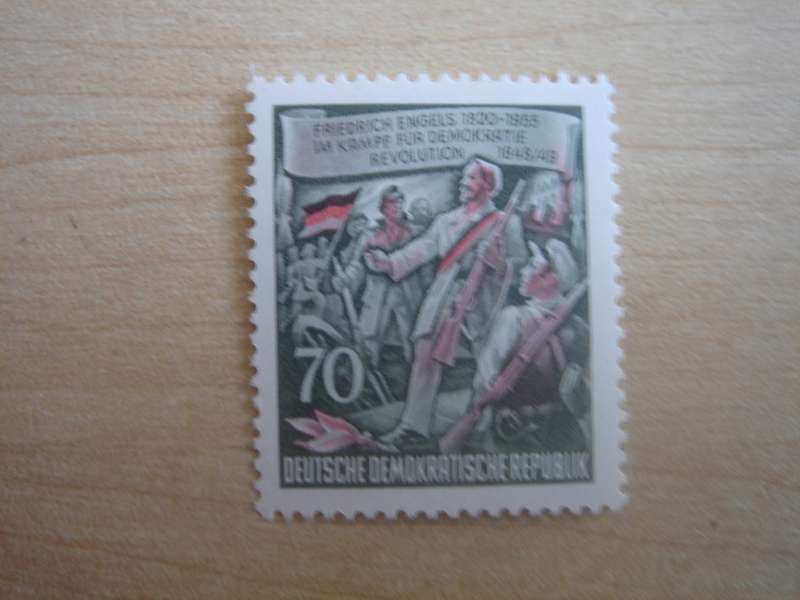 FRIEDRICH ENGELS 1820-1895
IM KAMPF FÜR DEMOKRATIE
REVOLUTION 1848/49
70
DEUTSCHE DEMOKRATISCHE REPUBLIK